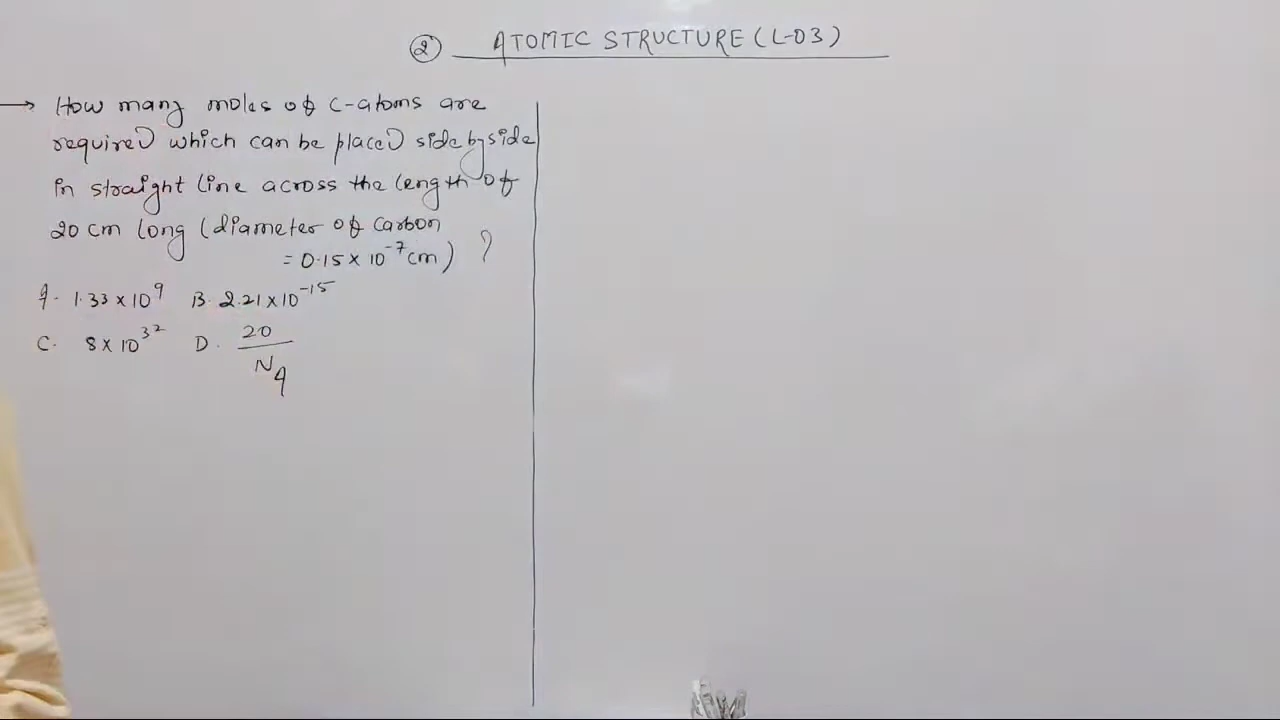 ② ATOMIC STRUCTURE (L-03)
→ How many moles of C-atoms are
required which can be placed side by side
in straight line across the length of
20 cm long (diameter of carbon
= 0.15 × 10⁻⁷ cm) ?
A. 1.33 × 10⁹ B. 2.21 × 10⁻¹⁵
C. 8 × 10³² D. 20/N_A